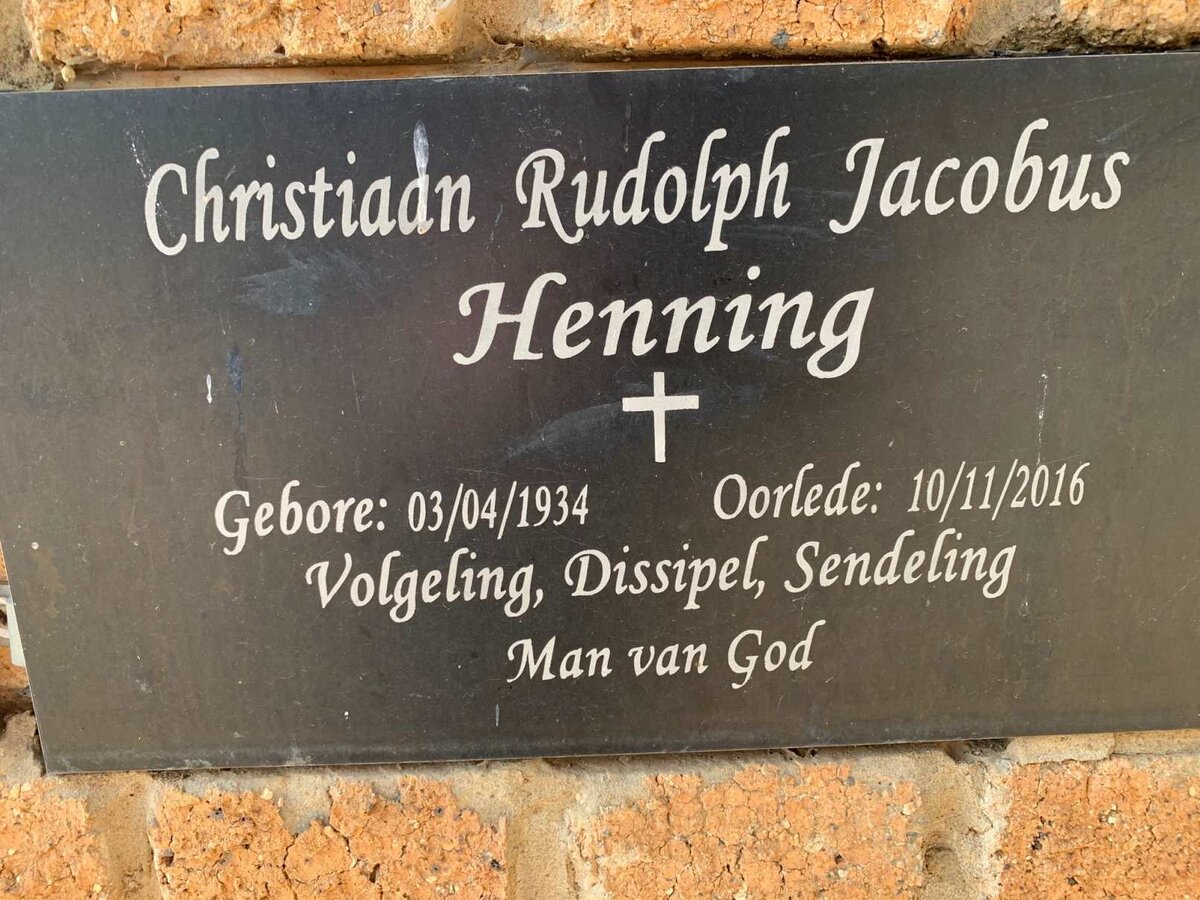 Christiaan Rudolph Jacobus
Henning
Gebore: 03/04/1934 Oorlede: 10/11/2016
Volgeling, Dissipel, Sendeling
Man van God